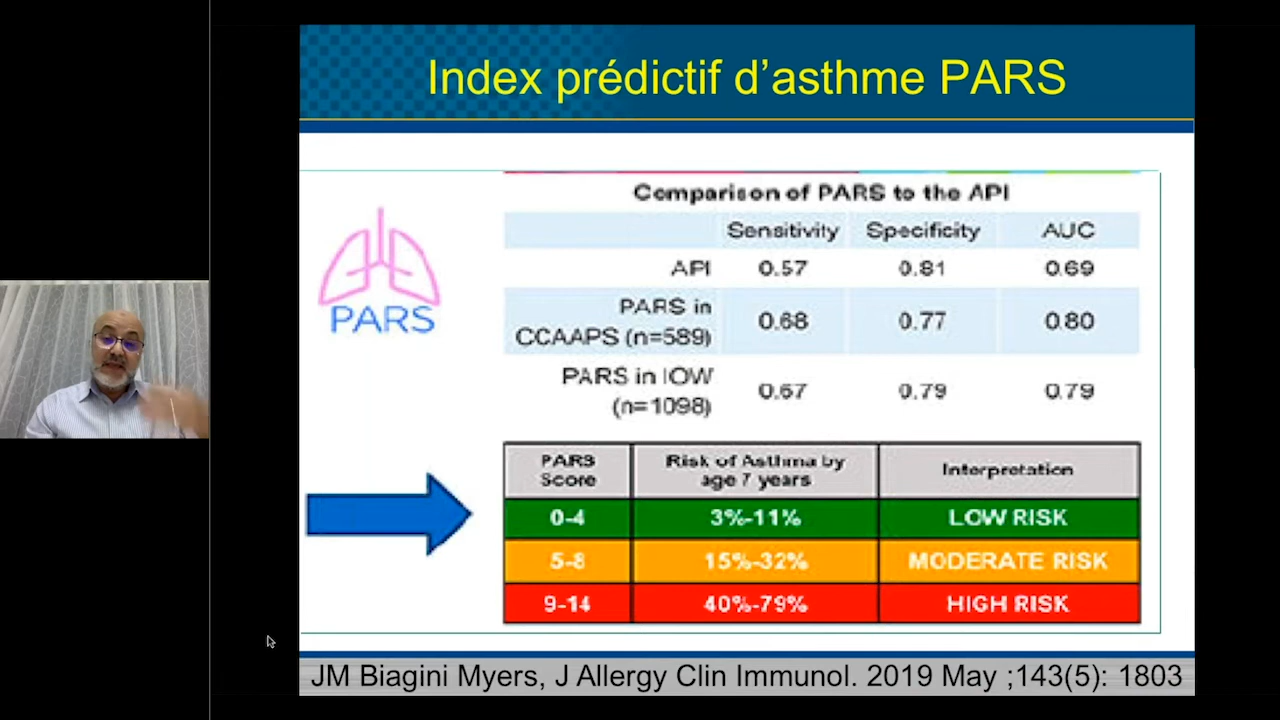 Index prédictif d'asthme PARS
PARS
Comparison of PARS to the API
Sensitivity Specificity AUC
API 0.57 0.81 0.69
PARS in
CCAAPS (n=589) 0.68 0.77 0.80
PARS in IOW
(n=1098) 0.67 0.79 0.79
PARS
Score
Risk of Asthma by
age 7 years
Interpretation
0-4 3%-11% LOW RISK
5-8 15%-32% MODERATE RISK
9-14 40%-79% HIGH RISK
JM Biagini Myers, J Allergy Clin Immunol. 2019 May ;143(5): 1803